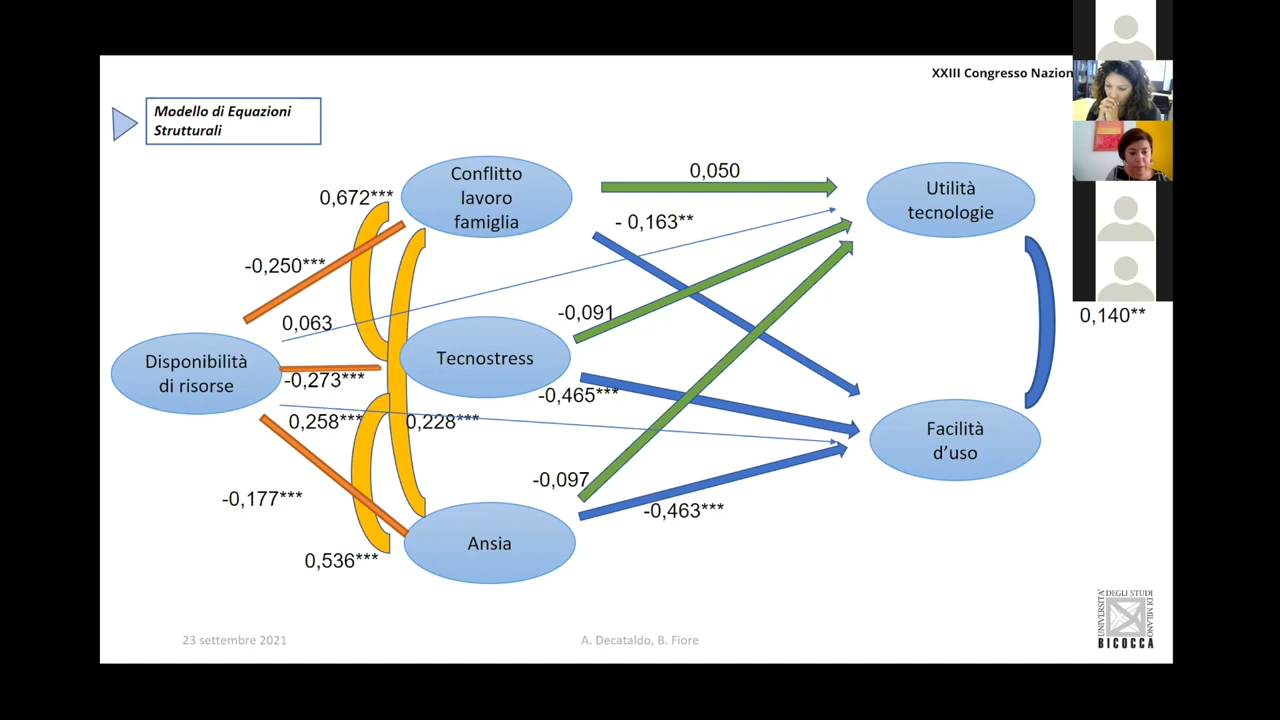 XXIII Congresso Nazion
Modello di Equazioni
Strutturali
Conflitto
lavoro
famiglia
0,672***
0,050
Utilità
tecnologie
- 0,163**
-0,250***
0,063
-0,091
0,140**
Disponibilità
di risorse
Tecnostress
-0,273***
-0,465***
0,258***
0,228***
Facilità
d’uso
-0,177***
-0,097
-0,463***
Ansia
0,536***
23 settembre 2021
A. Decataldo, B. Fiore
UNIVERSITA'
DEGLI STUDI
DI MILANO
BICOCCA